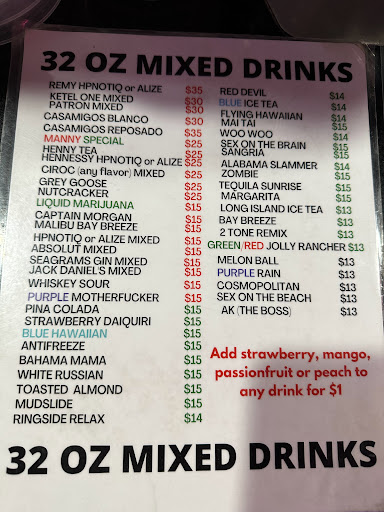 32 OZ MIXED DRINKS
REMY HPNOTIQ or ALIZE $35
KETEL ONE MIXED $30
PATRON MIXED $30
CASAMIGOS BLANCO $30
CASAMIGOS REPOSADO $35
MANNY SPECIAL $25
HENNY TEA $25
HENNESSY HPNOTIQ or ALIZE $25
CIROC (any flavor) MIXED $25
GREY GOOSE $25
NUTCRACKER $25
LIQUID MARIJUANA $15
CAPTAIN MORGAN $15
MALIBU BAY BREEZE $15
HPNOTIQ or ALIZE MIXED $15
ABSOLUT MIXED $15
SEAGRAMS GIN MIXED $15
JACK DANIEL'S MIXED $15
WHISKEY SOUR $15
PURPLE MOTHERFUCKER $15
PINA COLADA $15
STRAWBERRY DAIQUIRI $15
BLUE HAWAIIAN $15
ANTIFREEZE $15
BAHAMA MAMA $15
WHITE RUSSIAN $15
TOASTED ALMOND $15
MUDSLIDE $15
RINGSIDE RELAX $14
RED DEVIL $14
BLUE ICE TEA $14
FLYING HAWAIIAN $14
MAI TAI $15
WOO WOO $14
SEX ON THE BRAIN $15
SANGRIA $15
ALABAMA SLAMMER $14
ZOMBIE $15
TEQUILA SUNRISE $15
MARGARITA $15
LONG ISLAND ICE TEA $13
BAY BREEZE $13
2 TONE REMIX $13
GREEN/RED JOLLY RANCHER $13
MELON BALL $13
PURPLE RAIN $13
COSMOPOLITAN $13
SEX ON THE BEACH $13
AK (THE BOSS) $13
Add strawberry, mango,
passionfruit or peach to
any drink for $1
32 OZ MIXED DRINKS